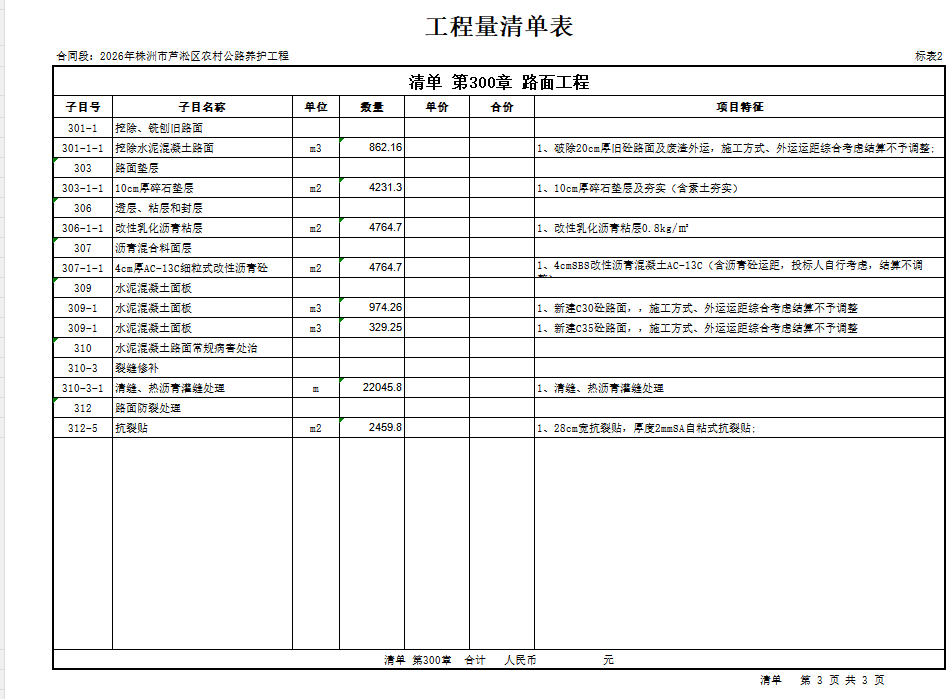 工程量清单表
合同段：2026年株洲市芦淞区农村公路养护工程 标表2
清单 第300章 路面工程
子目号 子目名称 单位 数量 单价 合价 项目特征
301-1 挖除、铣刨旧路面
301-1-1 挖除水泥混凝土路面 m3 862.16 1、破除20cm厚旧砼路面及废渣外运，施工方式、外运运距综合考虑结算不予调整;
303 路面垫层
303-1-1 10cm厚碎石垫层 m2 4231.3 1、10cm厚碎石垫层及夯实（含素土夯实）
306 透层、粘层和封层
306-1-1 改性乳化沥青粘层 m2 4764.7 1、改性乳化沥青粘层0.8kg/㎡
307 沥青混合料面层
307-1-1 4cm厚AC-13C细粒式改性沥青砼 m2 4764.7 1、4cmSBS改性沥青混凝土AC-13C（含沥青砼运距，投标人自行考虑，结算不调
309 水泥混凝土面板
309-1 水泥混凝土面板 m3 974.26 1、新建C30砼路面，，施工方式、外运运距综合考虑结算不予调整
309-1 水泥混凝土面板 m3 329.25 1、新建C35砼路面，，施工方式、外运运距综合考虑结算不予调整
310 水泥混凝土路面常规病害处治
310-3 裂缝修补
310-3-1 清缝、热沥青灌缝处理 m 22045.8 1、清缝、热沥青灌缝处理
312 路面防裂处理
312-5 抗裂贴 m2 2459.8 1、28cm宽抗裂贴，厚度2mmSA自粘式抗裂贴;
清单 第300章 合计 人民币 元
清单 第 3 页 共 3 页